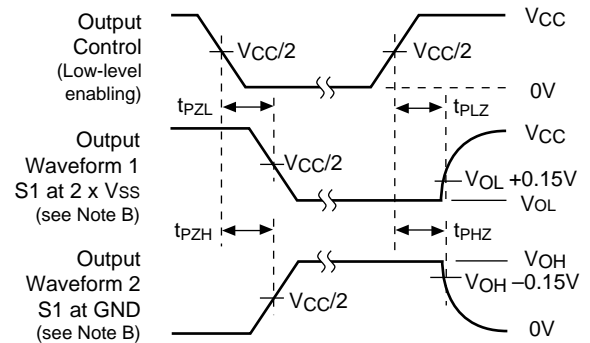 Output
Control
(Low-level
enabling)
VCC/2
VCC/2
VCC
0V
tPZL
tPLZ
Output
Waveform 1
S1 at 2 x VSS
(see Note B)
VCC/2
VCC
VOL +0.15V
VOL
tPZH
tPHZ
Output
Waveform 2
S1 at GND
(see Note B)
VCC/2
VOH
VOH –0.15V
0V